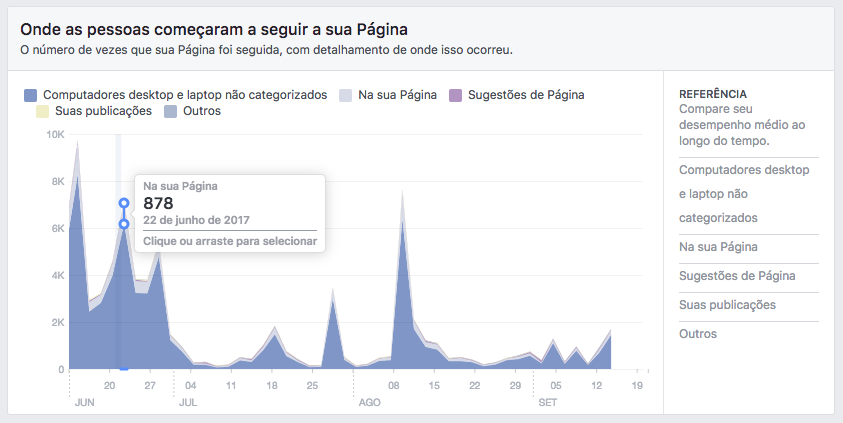 Onde as pessoas começaram a seguir a sua Página
O número de vezes que sua Página foi seguida, com detalhamento de onde isso ocorreu.
Computadores desktop e laptop não categorizados Na sua Página Sugestões de Página
Suas publicações Outros
10K
8K
6K
4K
2K
0
Na sua Página
878
22 de junho de 2017
Clique ou arraste para selecionar
20 27 04 11 18 25 08 15 22 29 05 12 19
JUN JUL AGO SET
REFERÊNCIA
Compare seu
desempenho médio ao
longo do tempo.
Computadores desktop
e laptop não
categorizados
Na sua Página
Sugestões de Página
Suas publicações
Outros